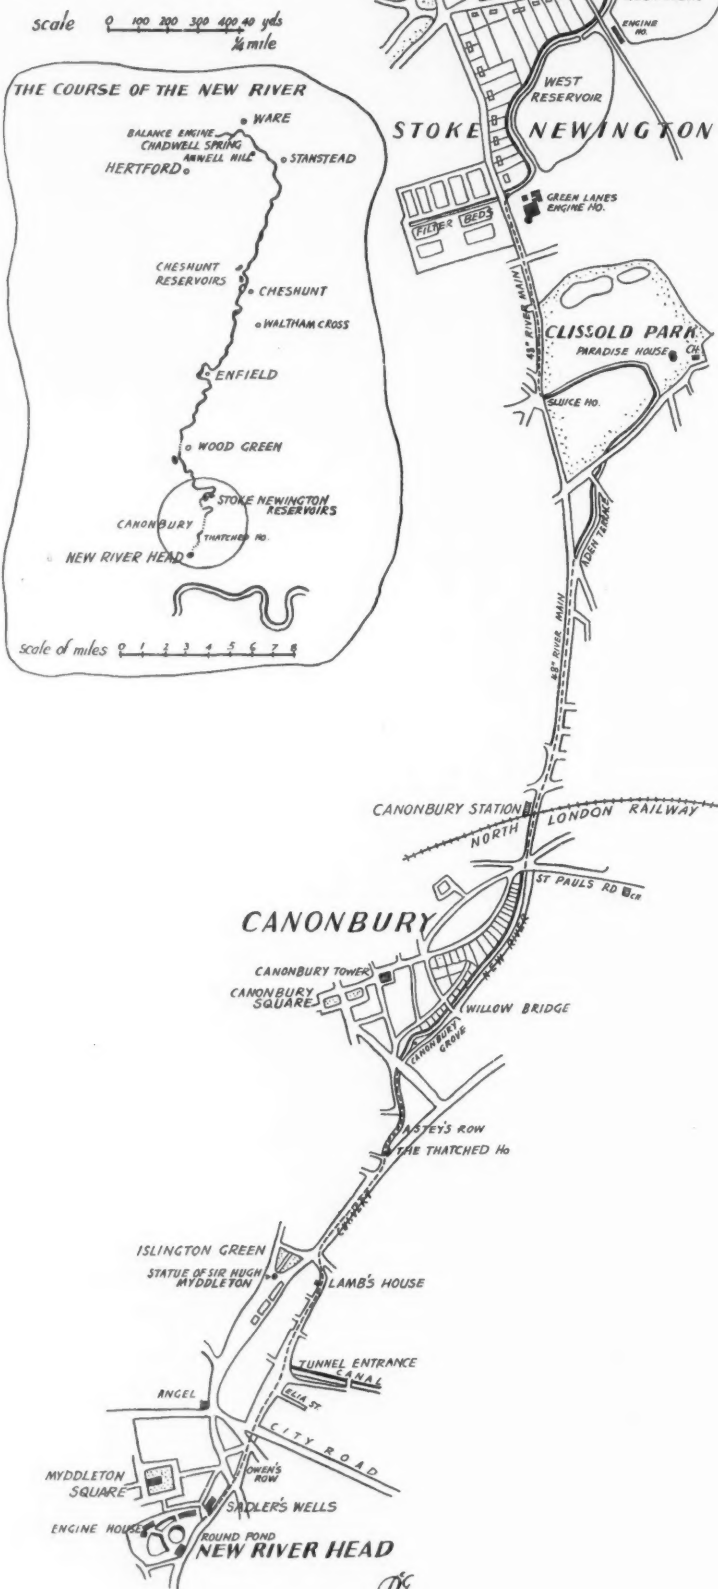 scale 0 100 200 300 400 40 yds
¼ mile
THE COURSE OF THE NEW RIVER
WARE
BALANCE ENGINE
CHADWELL SPRING
AMWELL HILL
STANSTEAD
HERTFORD
CHESHUNT
RESERVOIRS
CHESHUNT
WALTHAM CROSS
ENFIELD
WOOD GREEN
STOKE NEWINGTON
RESERVOIRS
CANONBURY
THATCHED HO.
NEW RIVER HEAD
scale of miles 0 1 2 3 4 5 6 7 8
ENGINE
HO.
WEST
RESERVOIR
STOKE NEWINGTON
GREEN LANES
ENGINE HO.
FILTER BEDS
48" RIVER MAIN
CLISSOLD PARK
PARADISE HOUSE
CH.
SLUICE HO.
ADEN TERRACE
48" RIVER MAIN
CANONBURY STATION
NORTH LONDON RAILWAY
ST PAULS RD
CH.
CANONBURY
NEW RIVER
CANONBURY TOWER
CANONBURY
SQUARE
WILLOW BRIDGE
CANONBURY
GROVE
ASTEY'S ROW
THE THATCHED Ho
CULVERT
ISLINGTON GREEN
STATUE OF SIR HUGH
MYDDLETON
LAMB'S HOUSE
TUNNEL ENTRANCE
CANAL
ELIA ST.
ANGEL
CITY ROAD
OWEN'S
ROW
MYDDLETON
SQUARE
SADLER'S WELLS
ENGINE HOUSE
ROUND POND
NEW RIVER HEAD